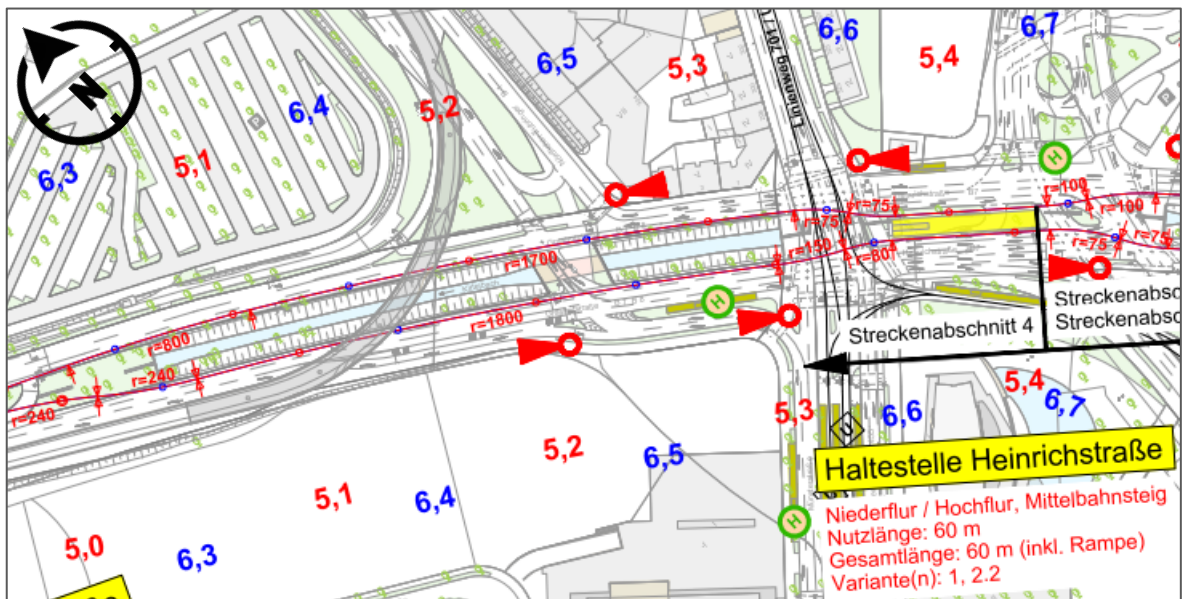 N
6,3
5,1
6,4
5,2
6,5
5,3
Linienweg 701 /
6,6
5,4
6,7
H
r=100
r=100
r=75
r=75
r=150
r=80
r=75
r=75
r=1700
r=1800
r=800
r=240
r=240
H
Streckenabschnitt 4
Streckenabsc
Streckenabsc
5,3
6,6
5,4
6,7
U
5,2
6,5
5,1
6,4
5,0
6,3
H
Haltestelle Heinrichstraße
Niederflur / Hochflur, Mittelbahnsteig
Nutzlänge: 60 m
Gesamtlänge: 60 m (inkl. Rampe)
Variante(n): 1, 2.2